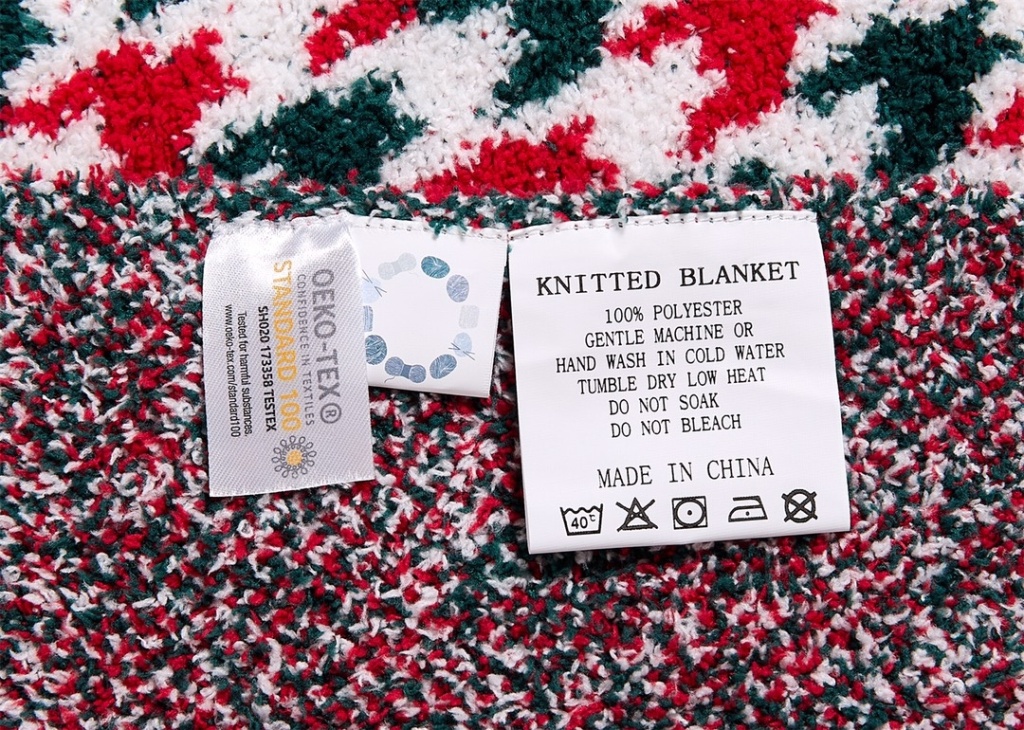 OEKO-TEX®
CONFIDENCE IN TEXTILES
STANDARD 100
SH020 173358 TESTEX
Tested for harmful substances.
www.oeko-tex.com/standard100
KNITTED BLANKET
100% POLYESTER
GENTLE MACHINE OR
HAND WASH IN COLD WATER
TUMBLE DRY LOW HEAT
DO NOT SOAK
DO NOT BLEACH
MADE IN CHINA
40℃